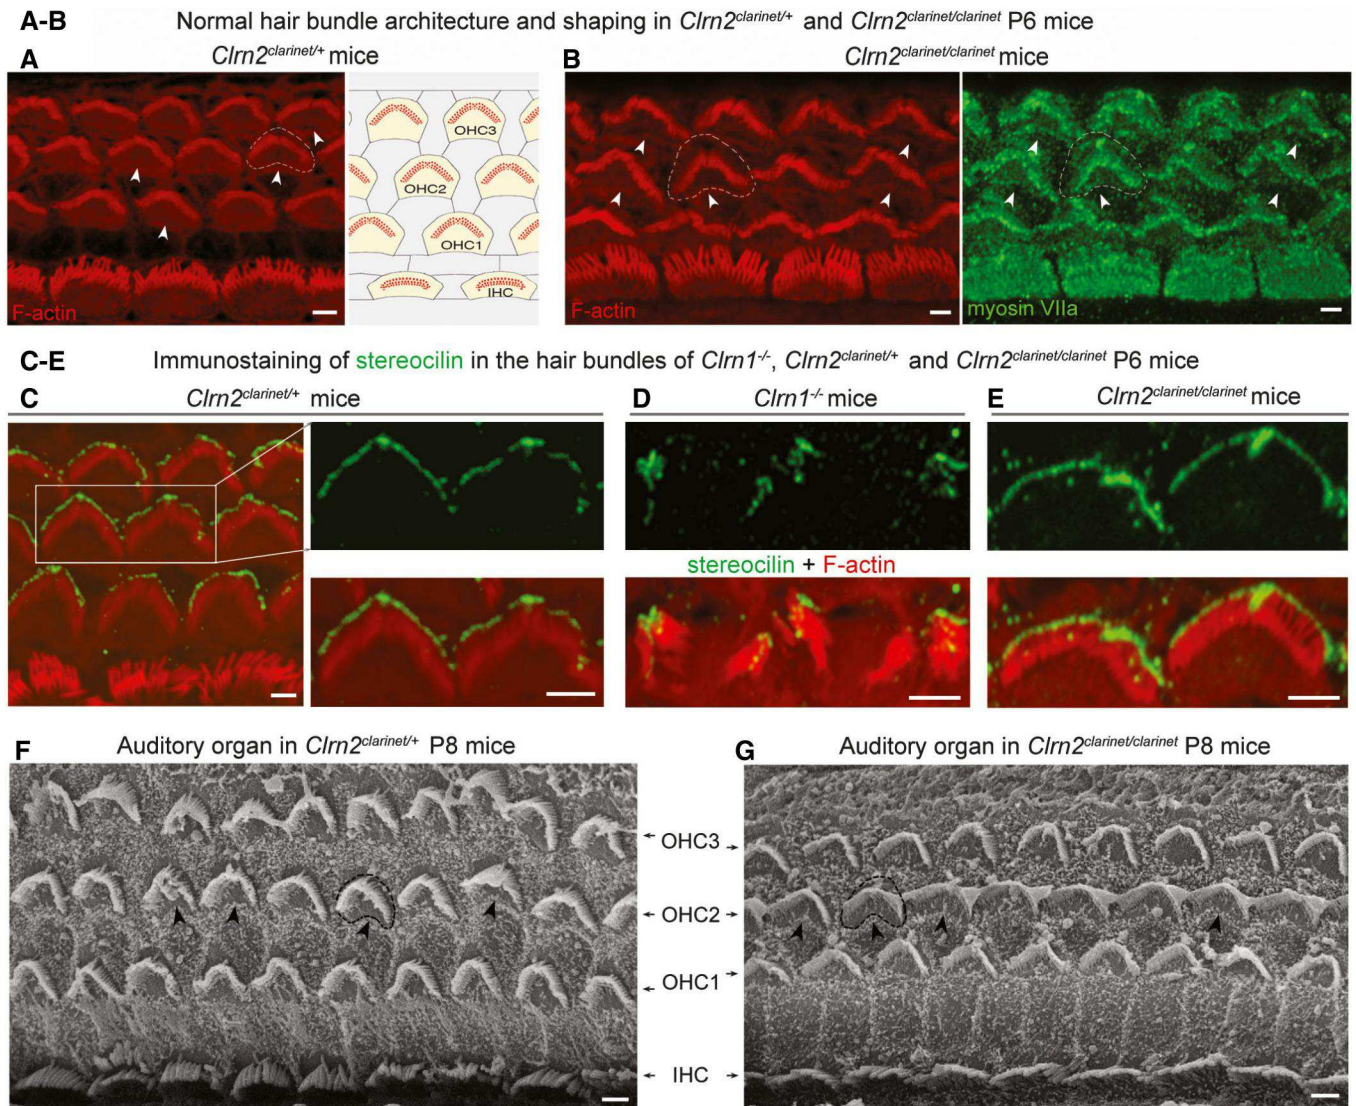 A-B Normal hair bundle architecture and shaping in Clrn2clarinet/+ and Clrn2clarinet/clarinet P6 mice
A Clrn2clarinet/+ mice
B Clrn2clarinet/clarinet mice
OHC3
OHC2
OHC1
IHC
F-actin
F-actin
myosin VIIa
C-E Immunostaining of stereocilin in the hair bundles of Clrn1-/-, Clrn2clarinet/+ and Clrn2clarinet/clarinet P6 mice
C Clrn2clarinet/+ mice
D Clrn1-/- mice
E Clrn2clarinet/clarinet mice
stereocilin + F-actin
F Auditory organ in Clrn2clarinet/+ P8 mice
G Auditory organ in Clrn2clarinet/clarinet P8 mice
OHC3
OHC2
OHC1
IHC